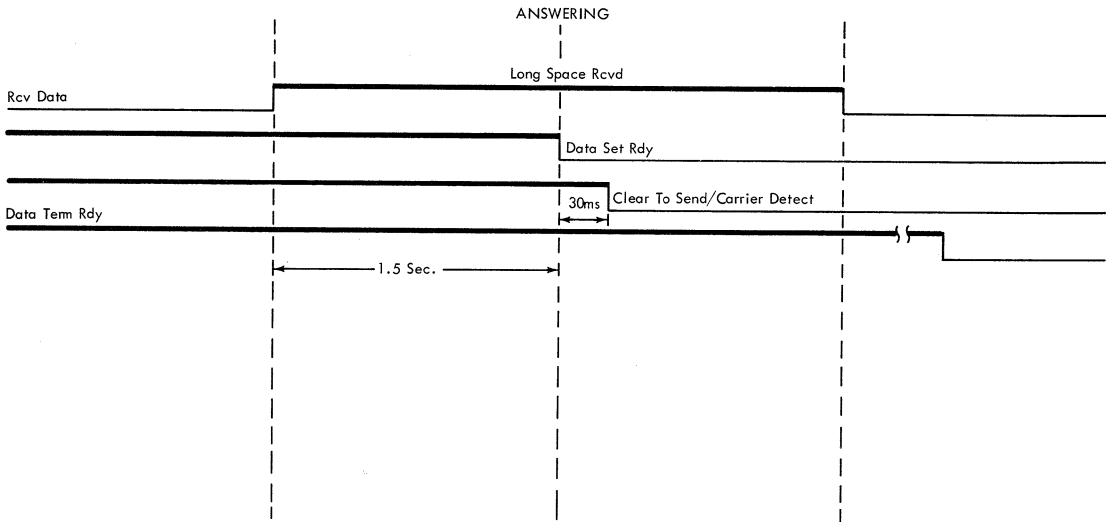 ANSWERING
Long Space Rcvd
Rcv Data
Data Set Rdy
30ms
Clear To Send/Carrier Detect
Data Term Rdy
1.5 Sec.